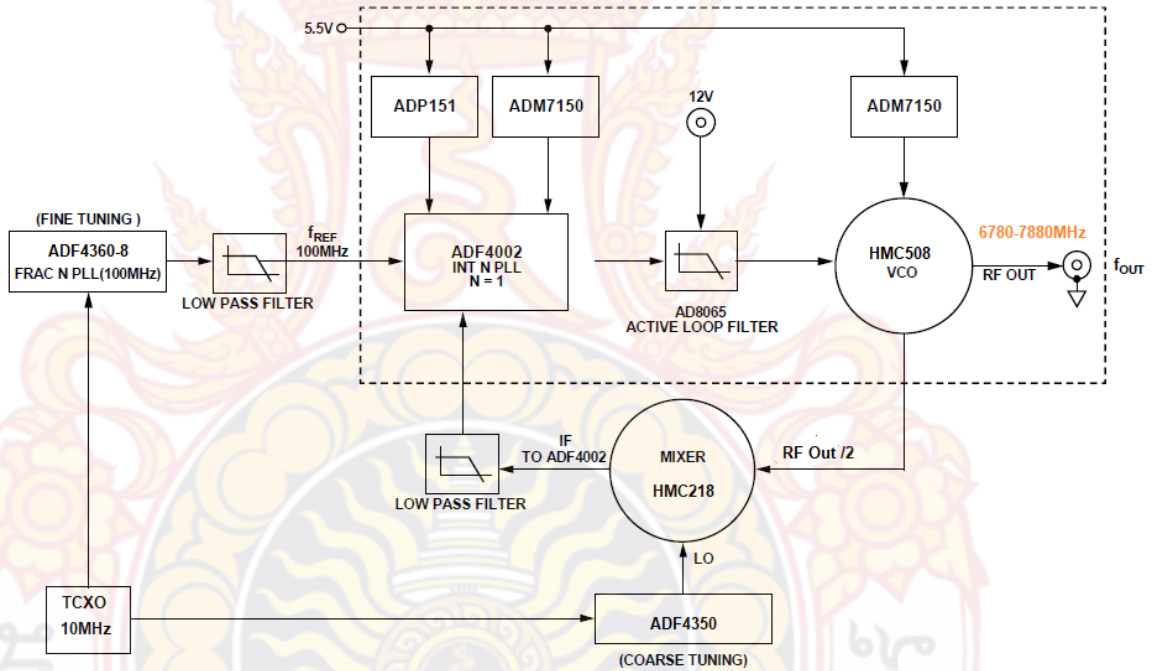 5.5V
ADP151
ADM7150
12V
ADM7150
(FINE TUNING )
ADF4360-8
FRAC N PLL(100MHz)
LOW PASS FILTER
fREF
100MHz
ADF4002
INT N PLL
N = 1
AD8065
ACTIVE LOOP FILTER
HMC508
VCO
6780-7880MHz
RF OUT
fOUT
LOW PASS FILTER
IF
TO ADF4002
MIXER
HMC218
RF Out /2
LO
TCXO
10MHz
ADF4350
(COARSE TUNING)